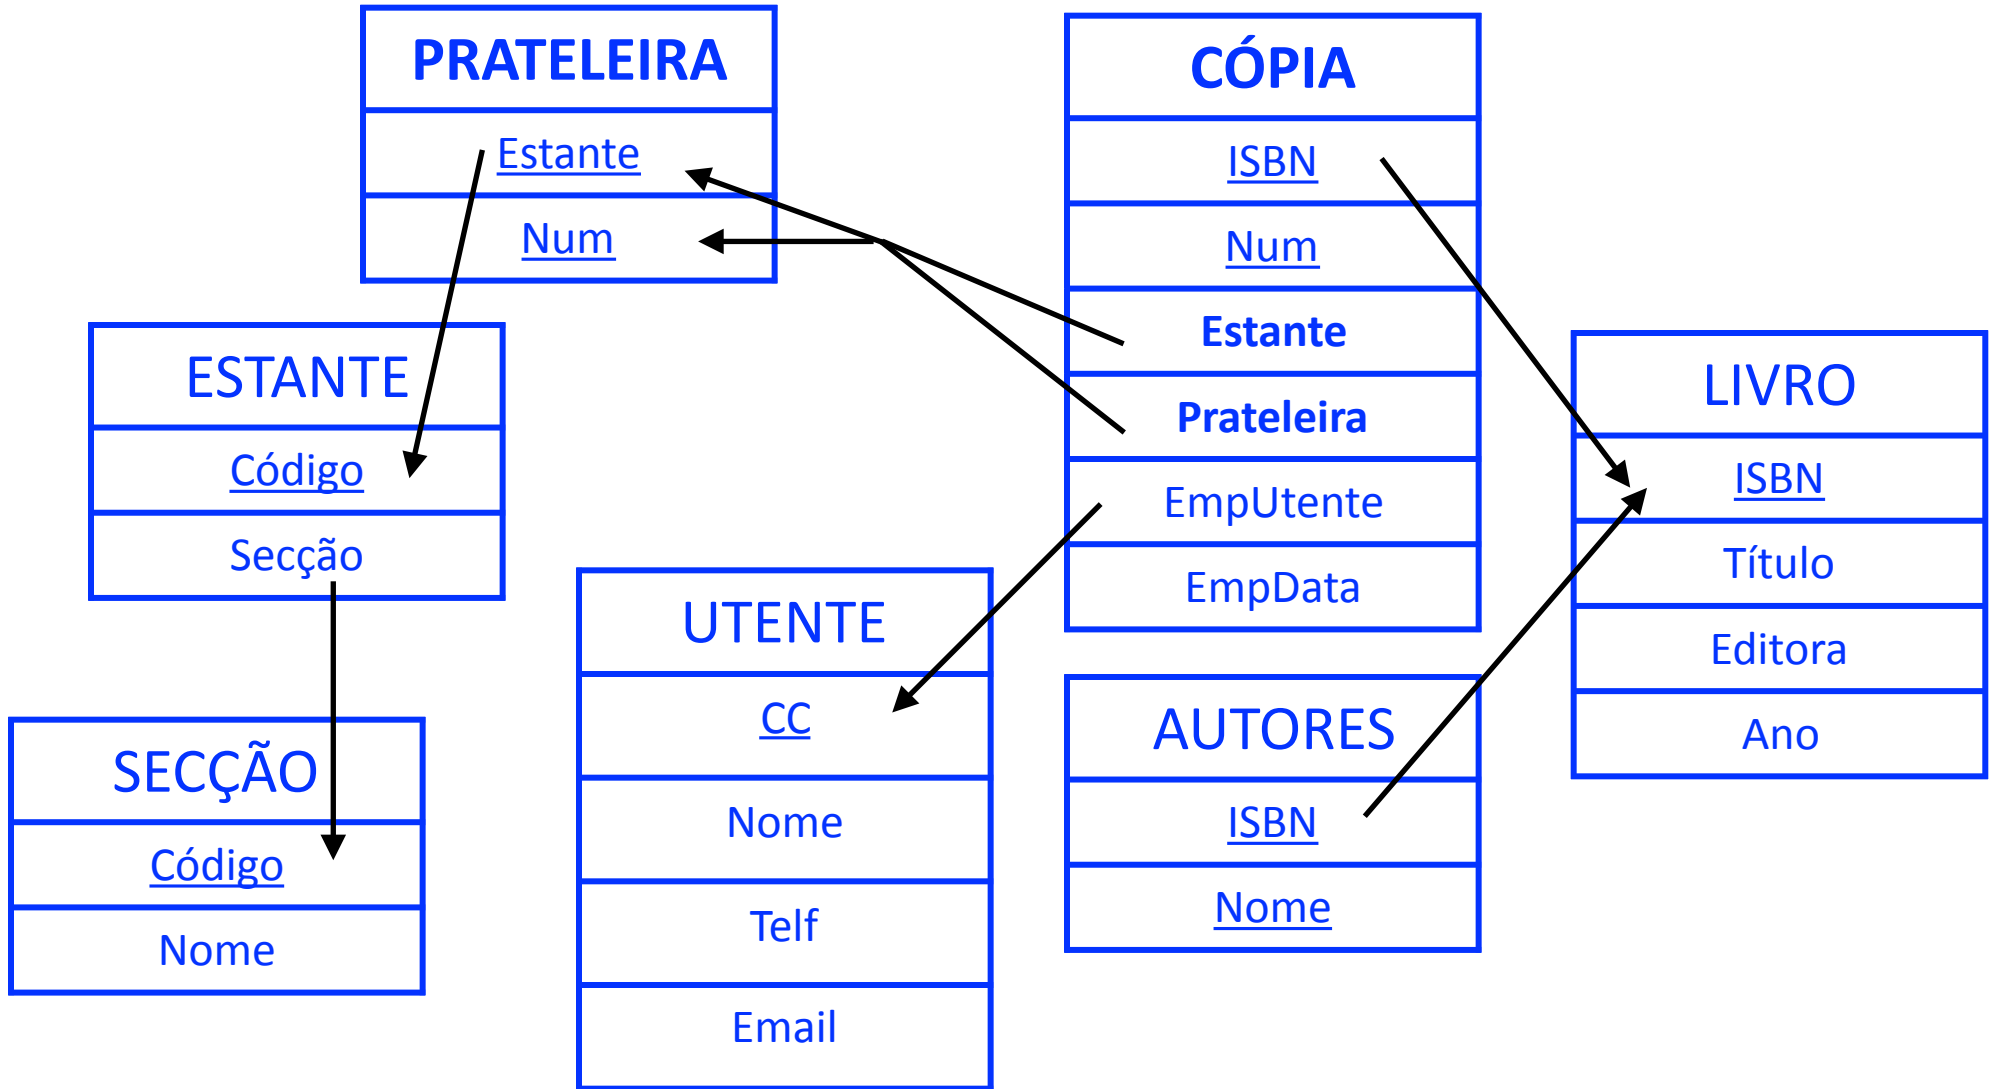 PRATELEIRA
Estante
Num
CÓPIA
ISBN
Num
Estante
Prateleira
EmpUtente
EmpData
ESTANTE
Código
Secção
LIVRO
ISBN
Título
Editora
Ano
UTENTE
CC
Nome
Telf
Email
AUTORES
ISBN
Nome
SECÇÃO
Código
Nome